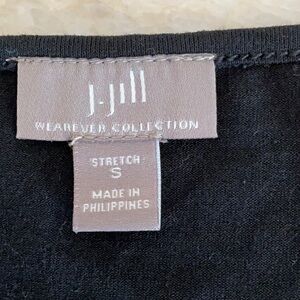 J.Jill
WEAREVER COLLECTION
STRETCH
S
MADE IN
PHILIPPINES